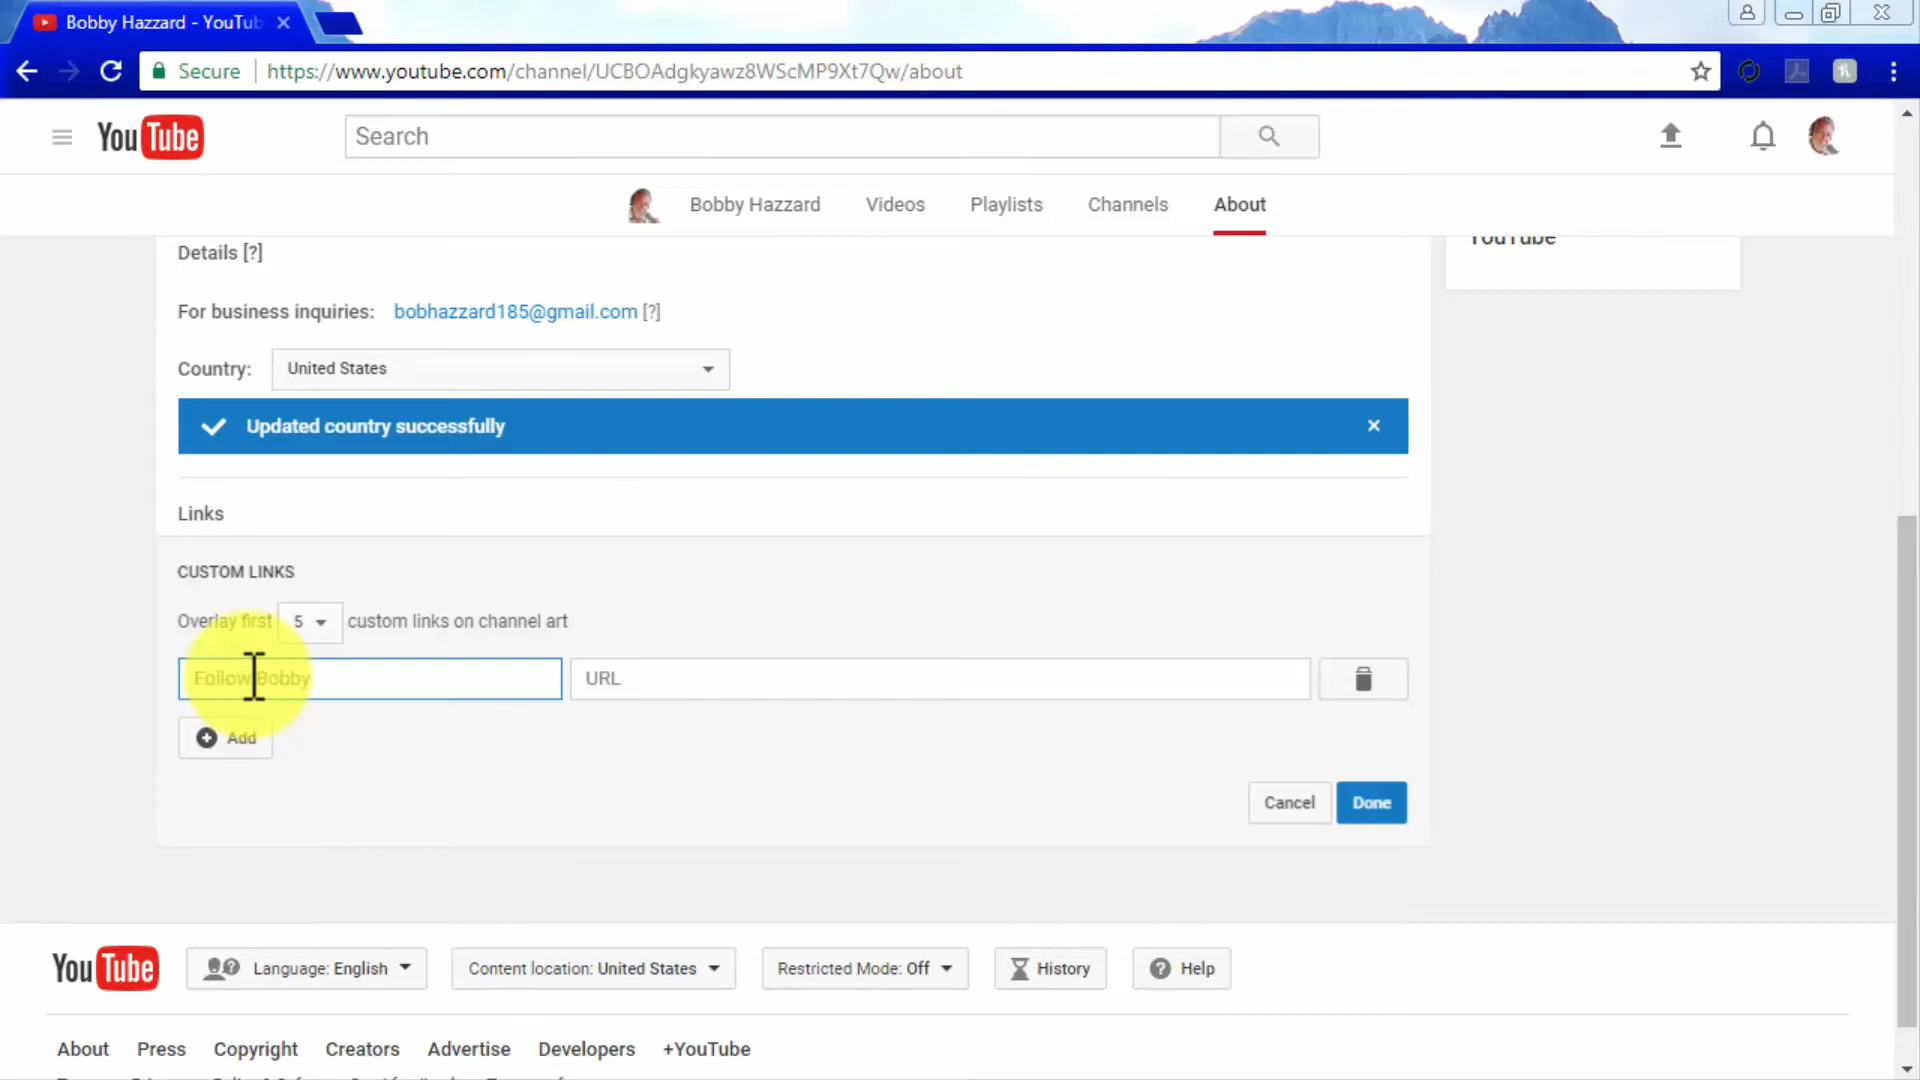 Bobby Hazzard - YouTub
Secure https://www.youtube.com/channel/UCBOAdgkyawz8WScMP9Xt7Qw/about
YouTube
Search
Bobby Hazzard Videos Playlists Channels About
Details [?]
YouTube
For business inquiries: bobhazzard185@gmail.com [?]
Country: United States
Updated country successfully
Links
CUSTOM LINKS
Overlay first 5 custom links on channel art
Follow Bobby URL
Add
Cancel Done
YouTube Language: English Content location: United States Restricted Mode: Off History Help
About Press Copyright Creators Advertise Developers +YouTube